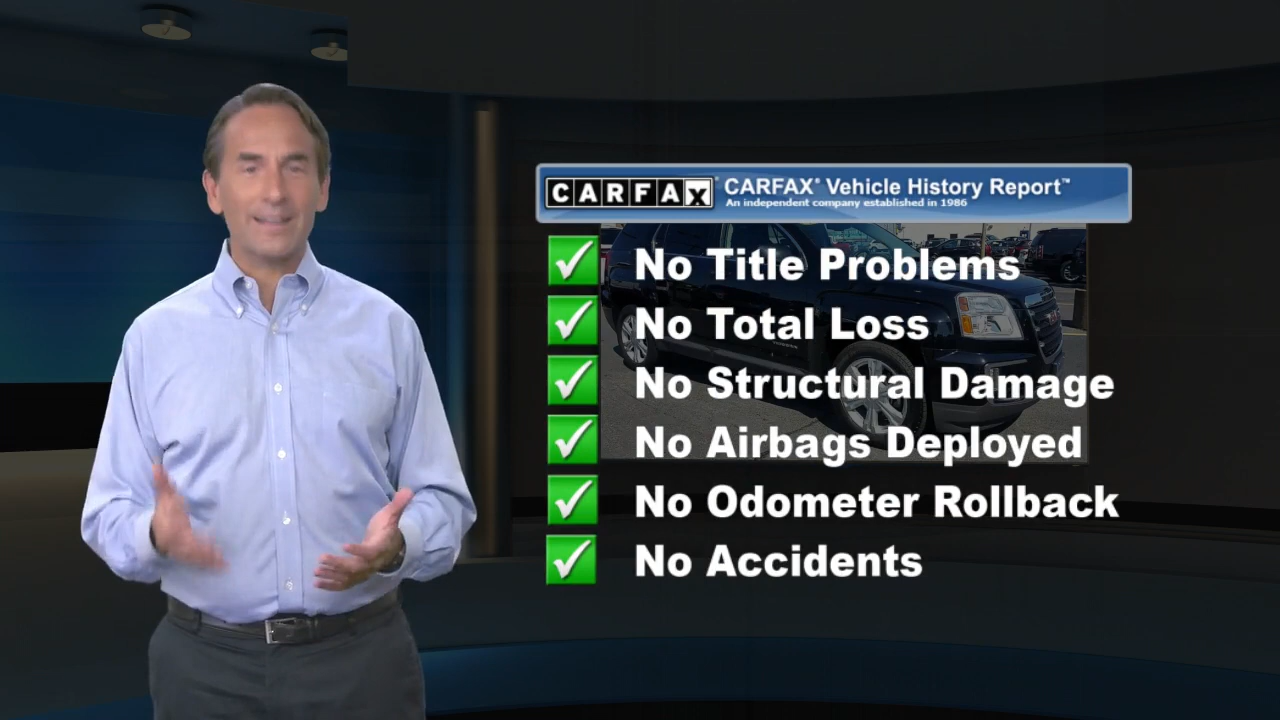 CARFAX
CARFAX® Vehicle History Report™
An independent company established in 1986
No Title Problems
No Total Loss
No Structural Damage
No Airbags Deployed
No Odometer Rollback
No Accidents